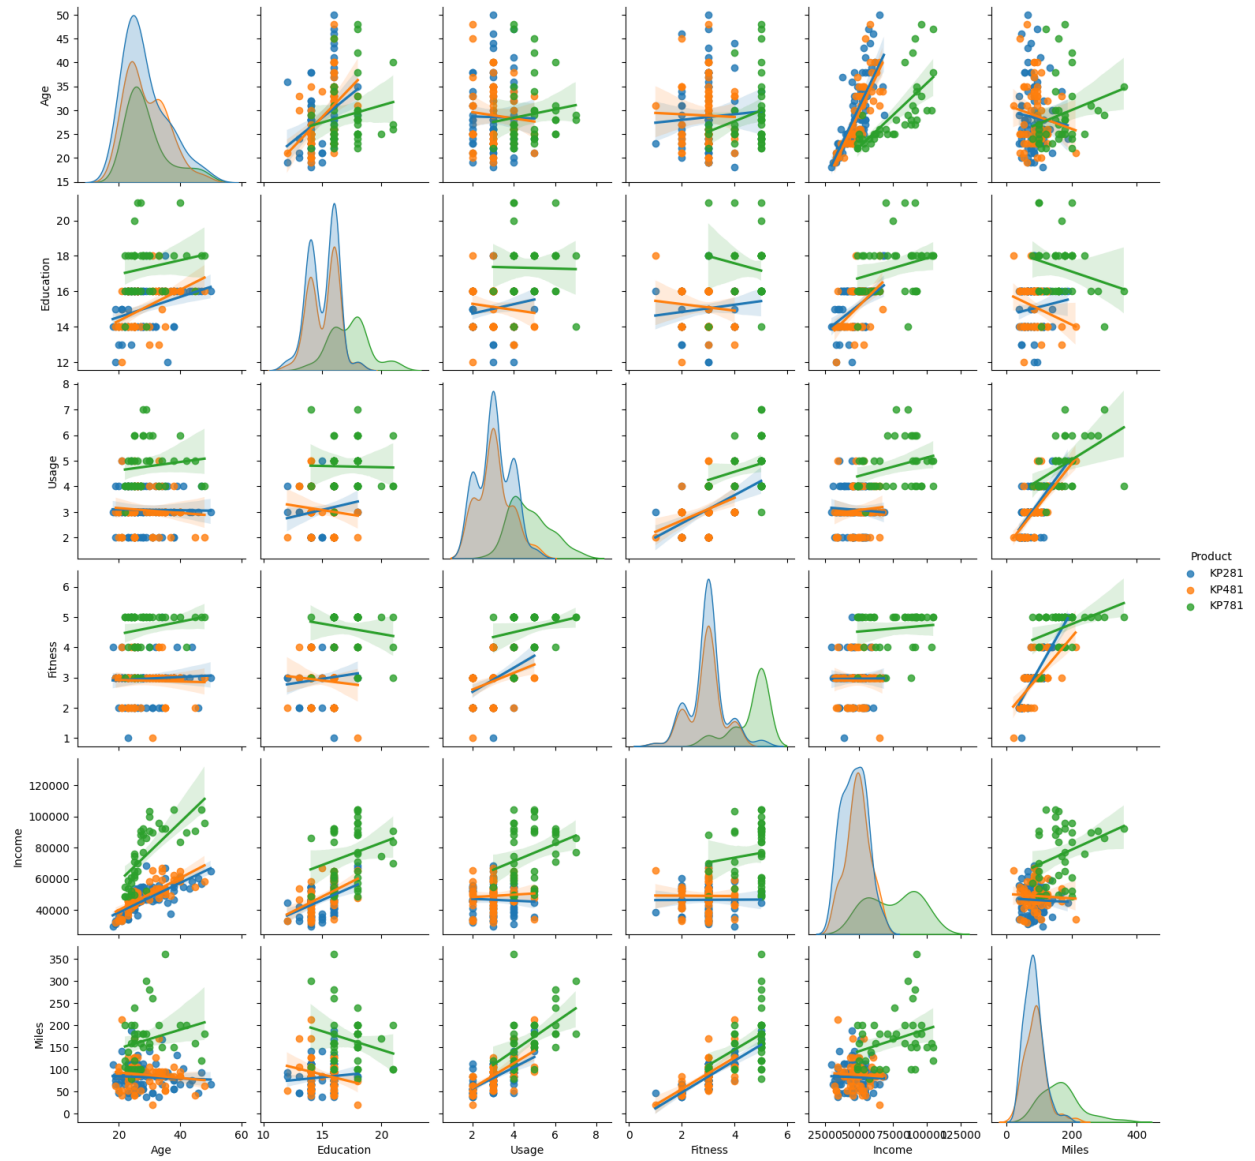 50
45
40
35
30
25
20
15
Age
20
18
16
14
12
Education
8
7
6
5
4
3
2
Usage
6
5
4
3
2
1
Fitness
120000
100000
80000
60000
40000
Income
350
300
250
200
150
100
50
0
Miles
20 40 60
10 15 20
2 4 6 8
0 2 4 6
25000 50000 75000 100000 125000
0 200 400
Age Education Usage Fitness Income Miles
Product
KP281
KP481
KP781